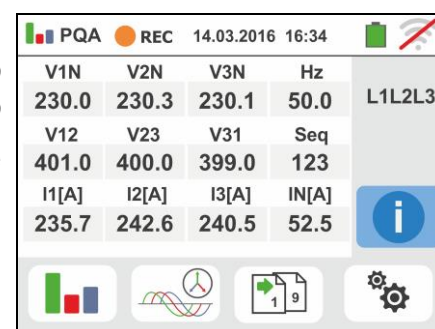 PQA REC 14.03.2016 16:34
V1N V2N V3N Hz
230.0 230.3 230.1 50.0 L1L2L3
V12 V23 V31 Seq
401.0 400.0 399.0 123
I1[A] I2[A] I3[A] IN[A]
235.7 242.6 240.5 52.5
i
1 9